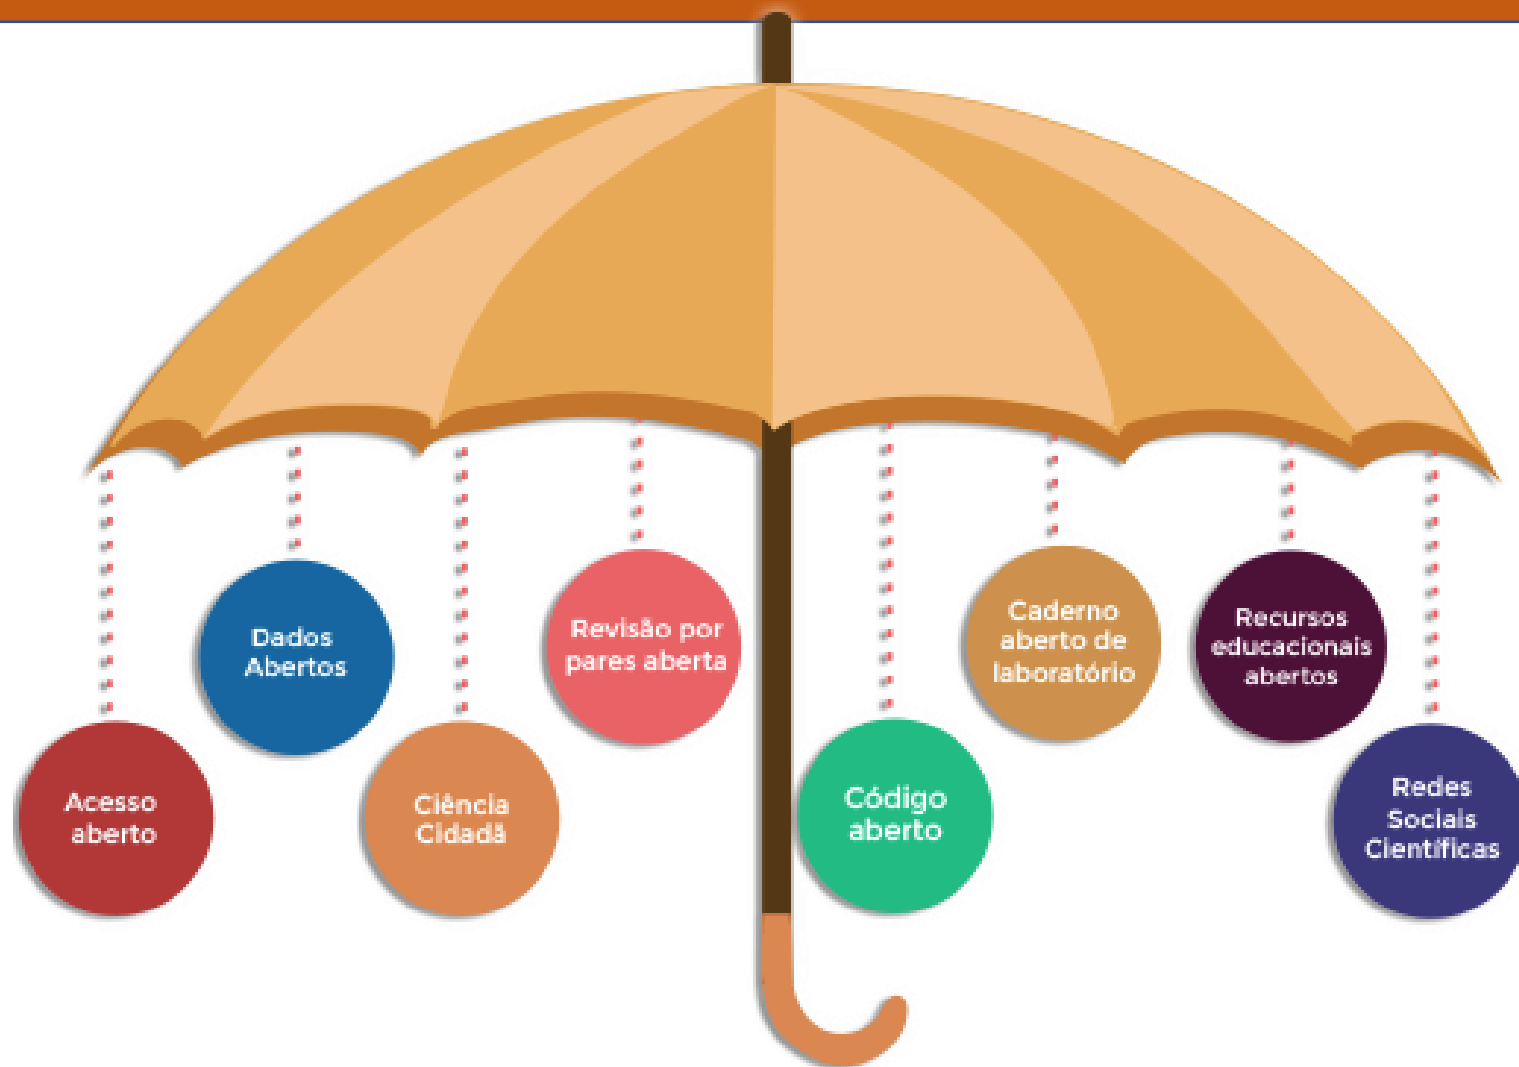 Acesso
aberto
Dados
Abertos
Ciência
Cidadã
Revisão por
pares aberta
Código
aberto
Caderno
aberto de
laboratório
Recursos
educacionais
abertos
Redes
Sociais
Científicas